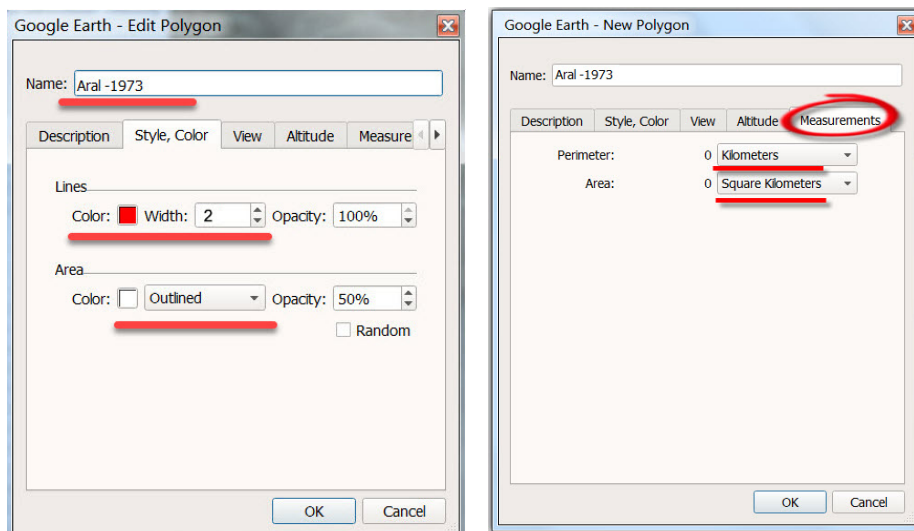 Google Earth - Edit Polygon
Name: Aral -1973
Description Style, Color View Altitude Measure
Lines
Color: Width: 2 Opacity: 100%
Area
Color: Outlined Opacity: 50%
Random
OK Cancel
Google Earth - New Polygon
Name: Aral -1973
Description Style, Color View Altitude Measurements
Perimeter: 0 Kilometers
Area: 0 Square Kilometers
OK Cancel